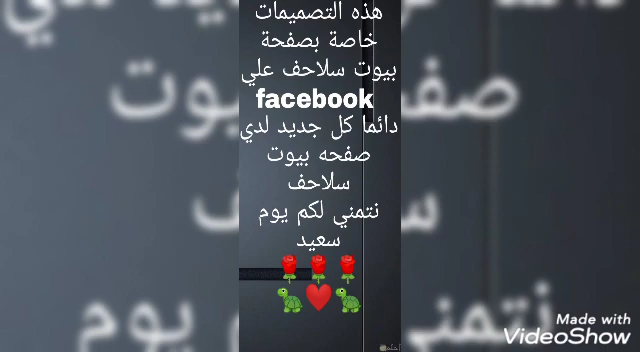 هذه التصميمات
خاصة بصفحة
بيوت سلاحف علي
facebook
دائما كل جديد لدي
صفحه بيوت
سلاحف
نتمني لكم يوم
سعيد
🌹🌹🌹
🐢❤️🐢
Made with
VideoShow